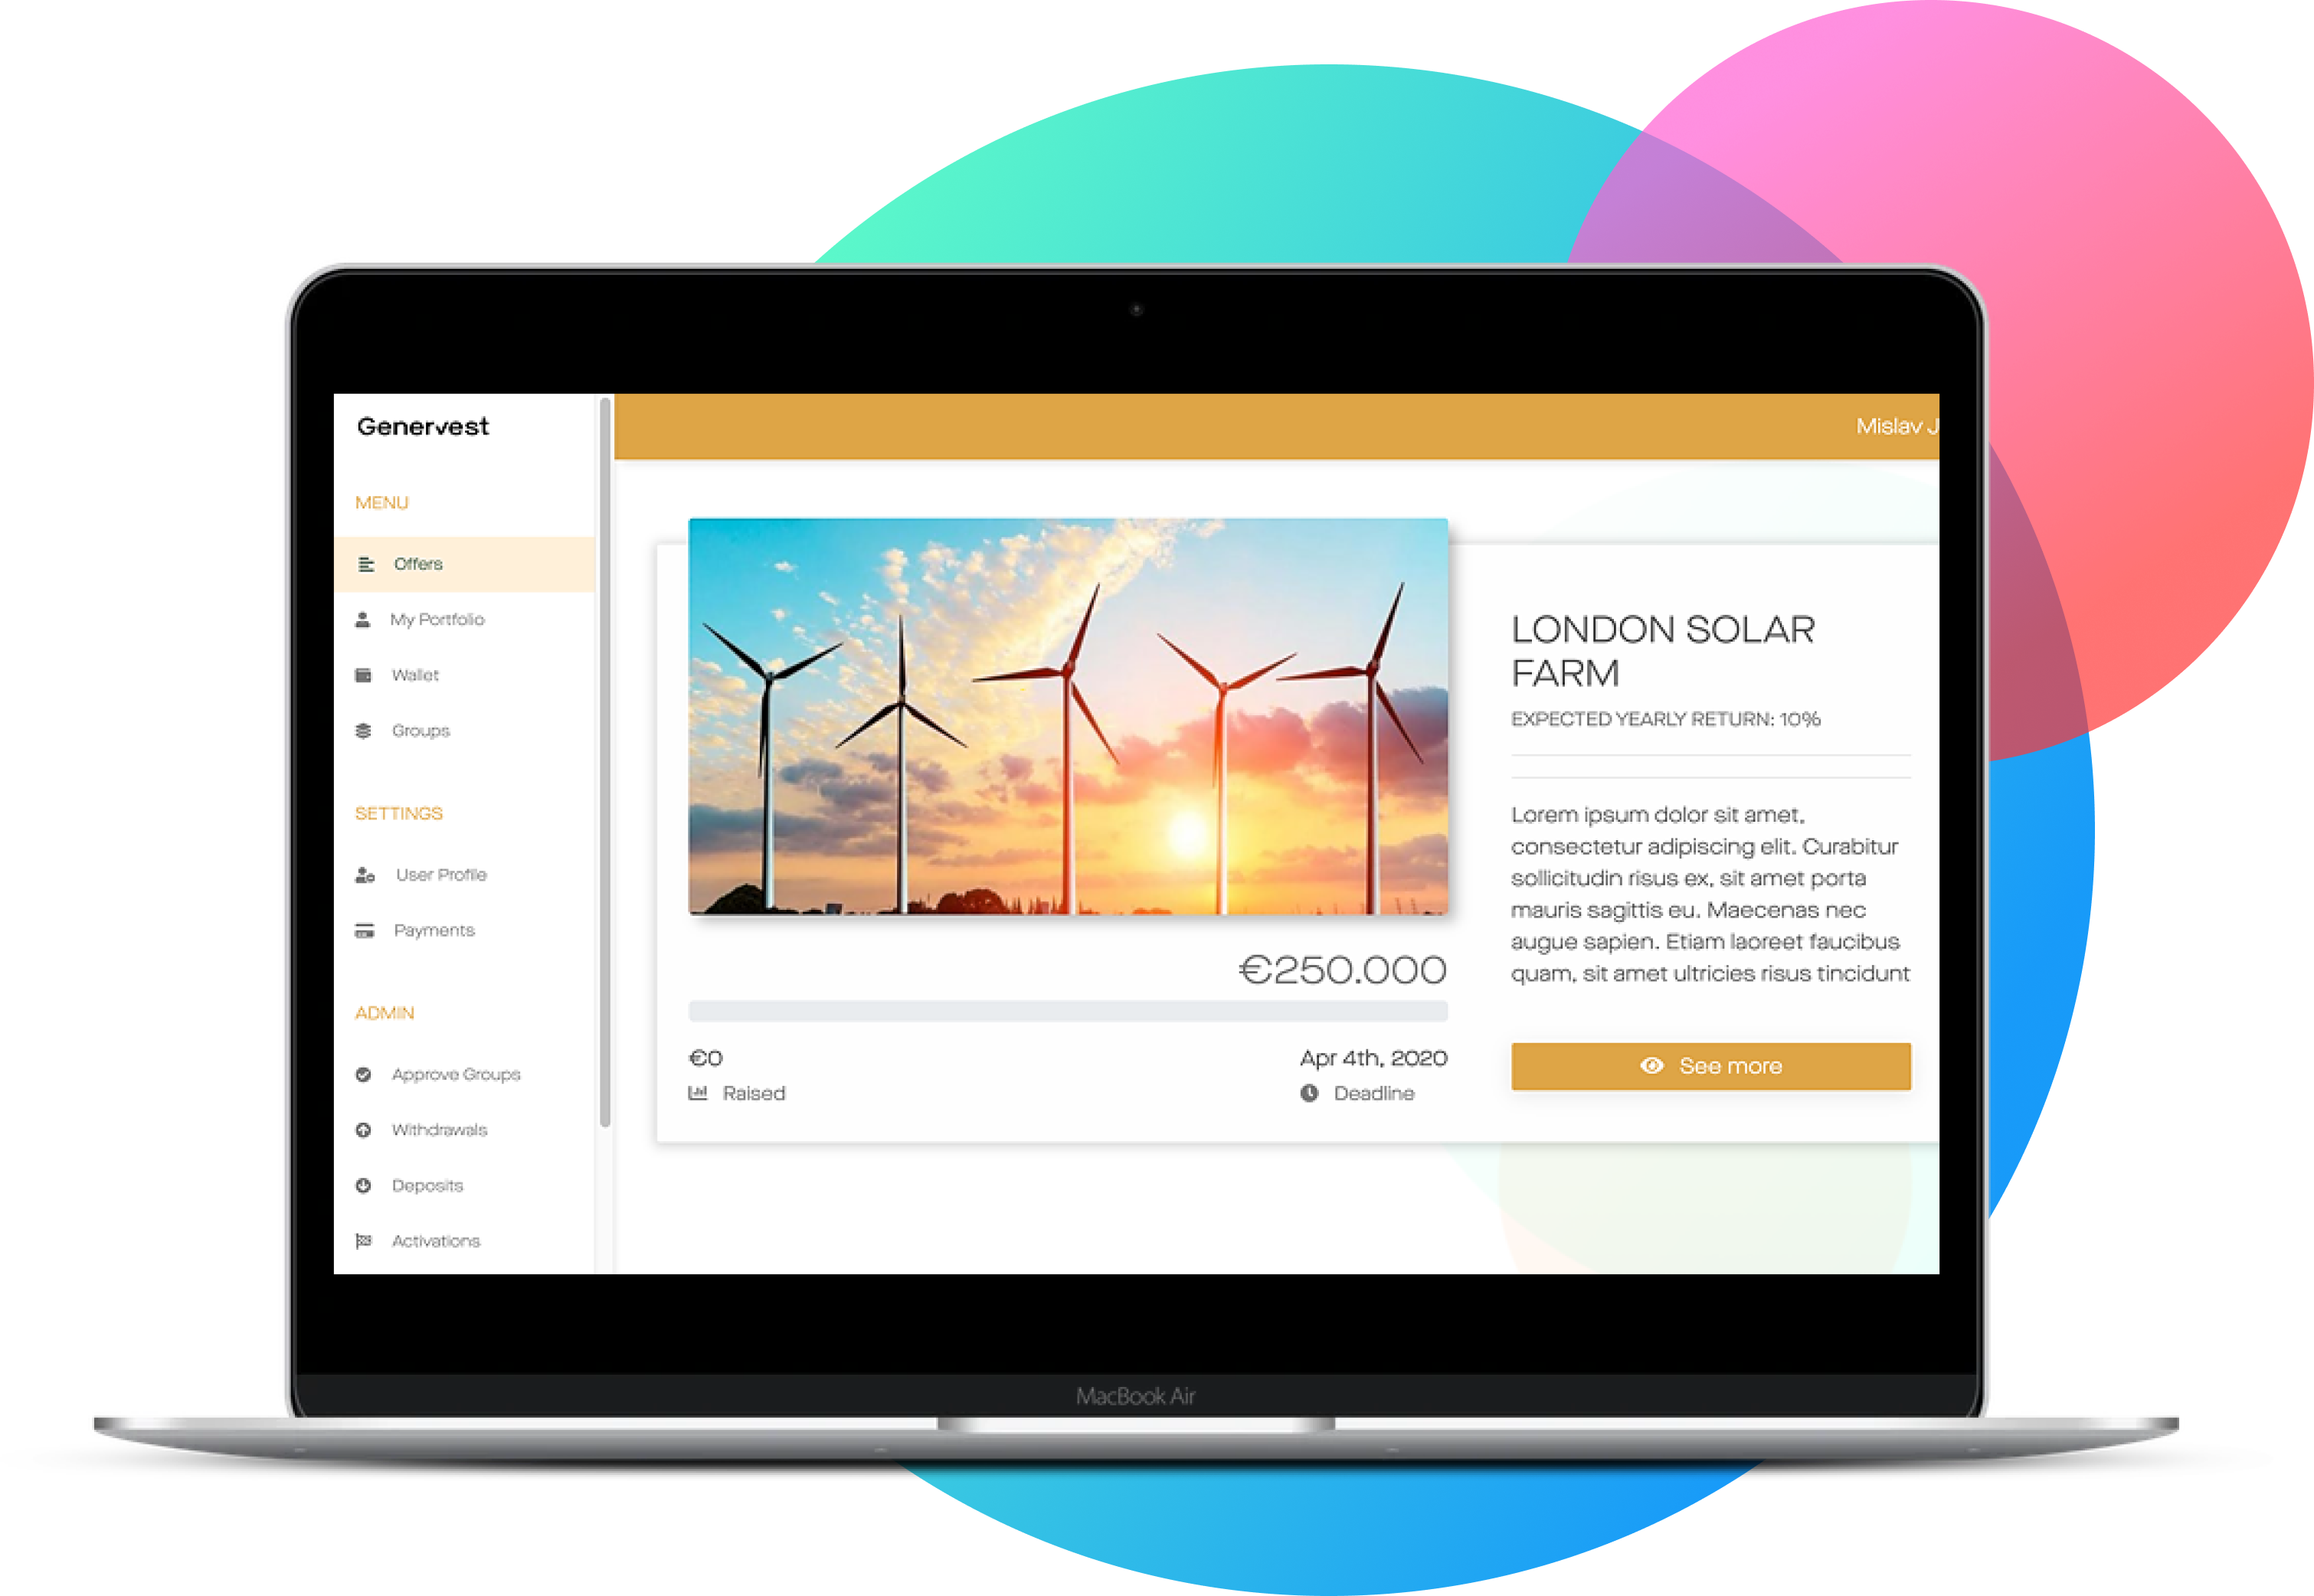 Genervest
Mislav J
MENU
Offers
My Portfolio
Wallet
Groups
SETTINGS
User Profile
Payments
ADMIN
Approve Groups
Withdrawals
Deposits
Activations
€250.000
€0
Raised
Apr 4th, 2020
Deadline
LONDON SOLAR
FARM
EXPECTED YEARLY RETURN: 10%
Lorem ipsum dolor sit amet,
consectetur adipiscing elit. Curabitur
sollicitudin risus ex, sit amet porta
mauris sagittis eu. Maecenas nec
augue sapien. Etiam laoreet faucibus
quam, sit amet ultricies risus tincidunt
See more
MacBook Air